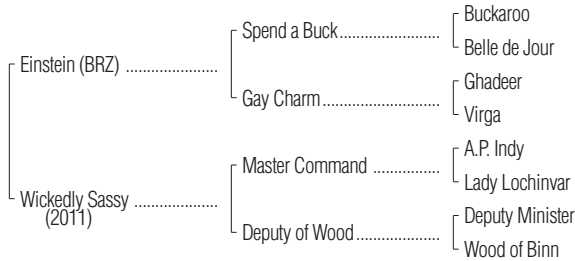 Buckaroo
Spend a Buck....................
Belle de Jour
Einstein (BRZ) ......................
Ghadeer
Gay Charm.........................
Virga
A.P. Indy
Master Command ................
Lady Lochinvar
Wickedly Sassy ....................
(2011)
Deputy Minister
Deputy of Wood....................
Wood of Binn